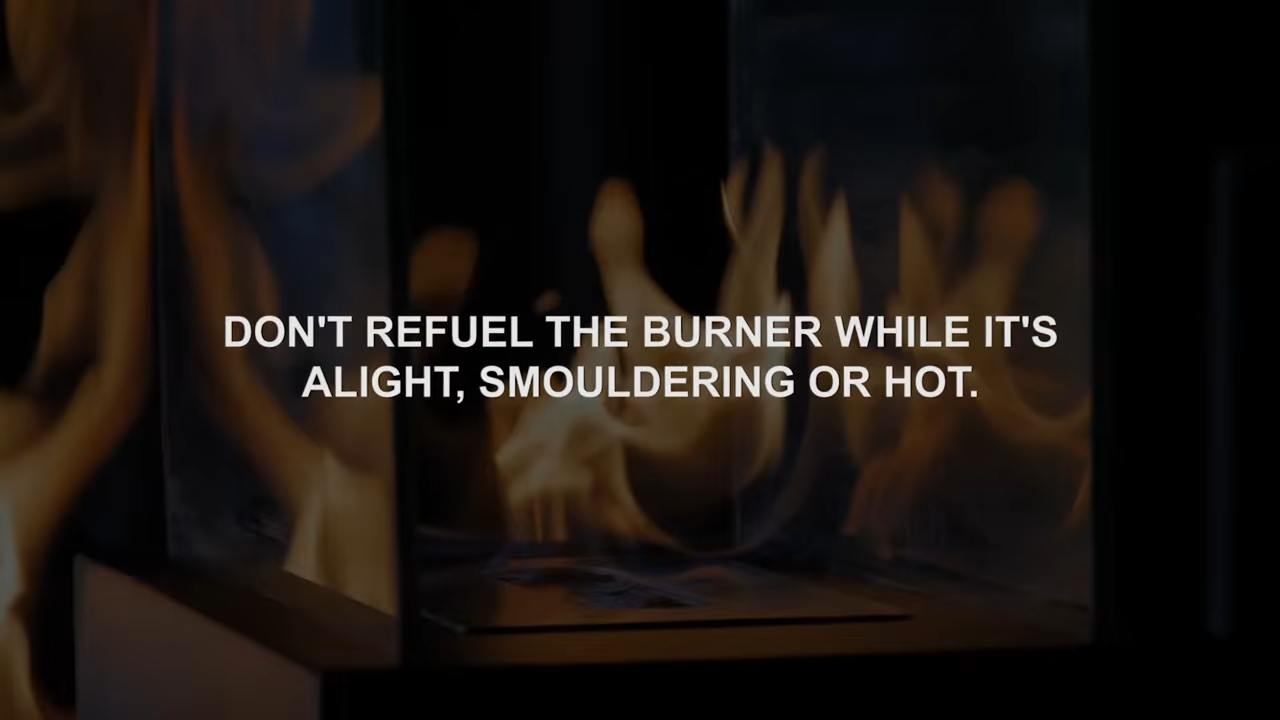 DON'T REFUEL THE BURNER WHILE IT'S
ALIGHT, SMOULDERING OR HOT.